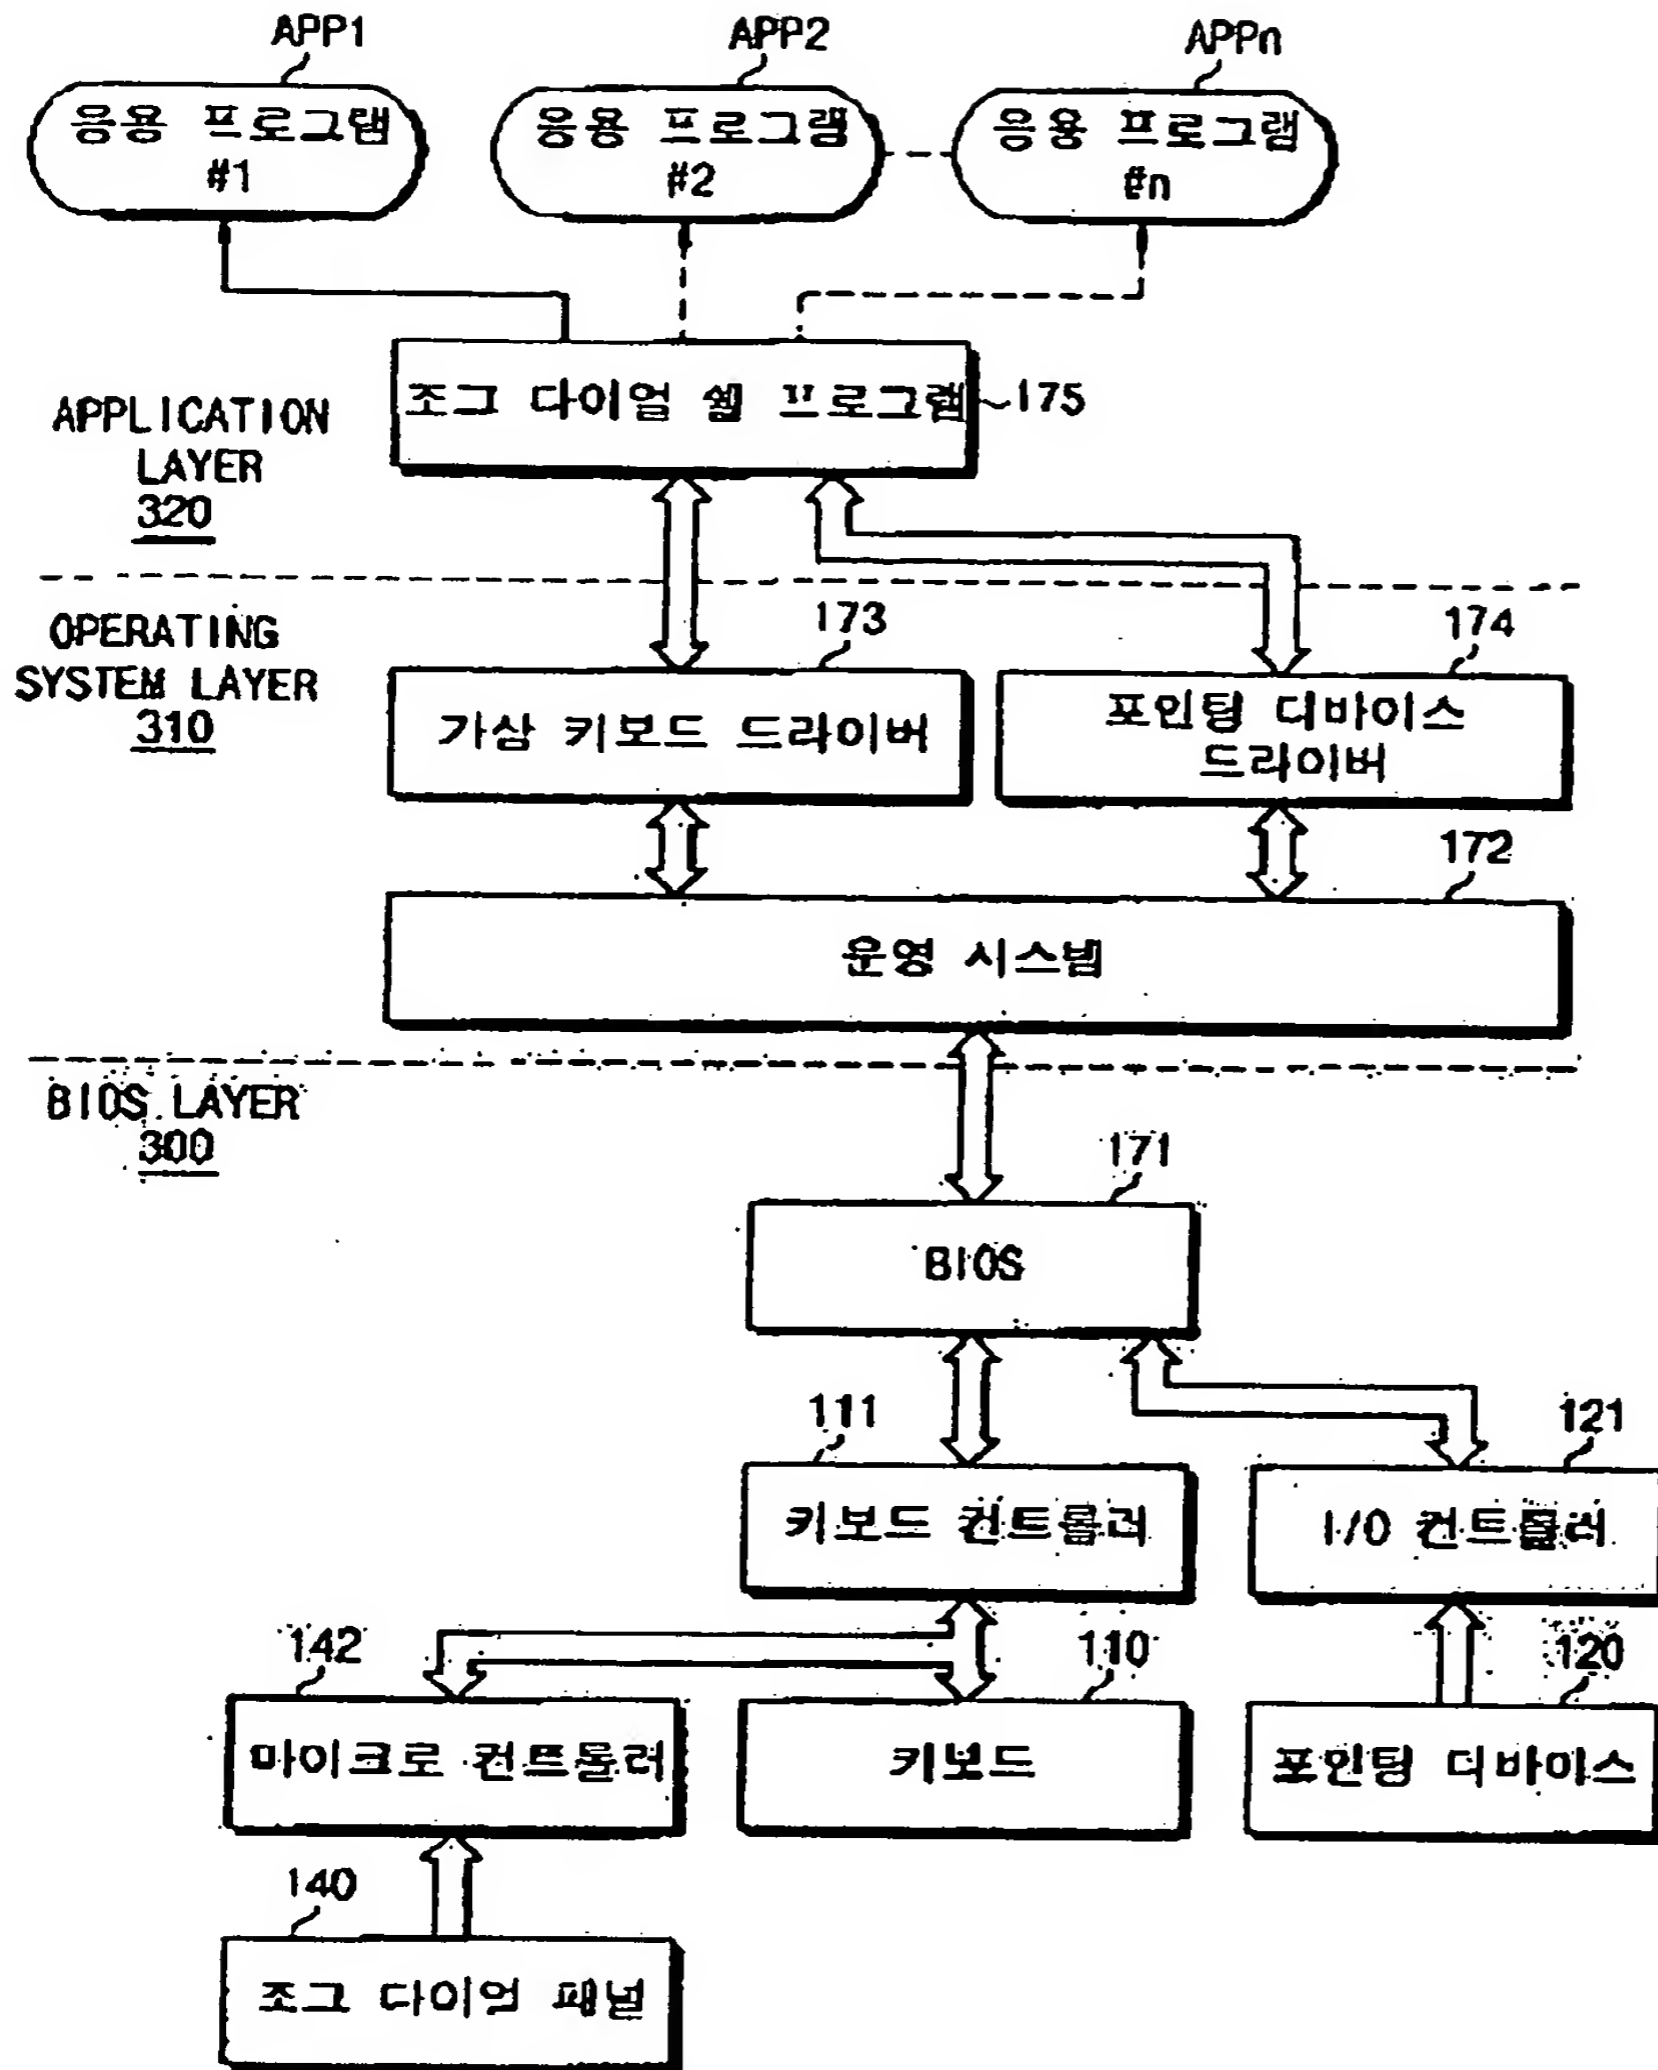 APP1
APP2
APPn
응용 프로그램
#1
응용 프로그램
#2
응용 프로그램
#n
조그 다이얼 쉘 프로그램
175
APPLICATION
LAYER
320
OPERATING
SYSTEM LAYER
310
173
174
가상 키보드 드라이버
포인팅 디바이스
드라이버
172
운영 시스템
BIOS LAYER
300
171
BIOS
111
121
키보드 컨트롤러
I/O 컨트롤러
142
110
120
마이크로 컨트롤러
키보드
포인팅 디바이스
140
조그 다이얼 패널